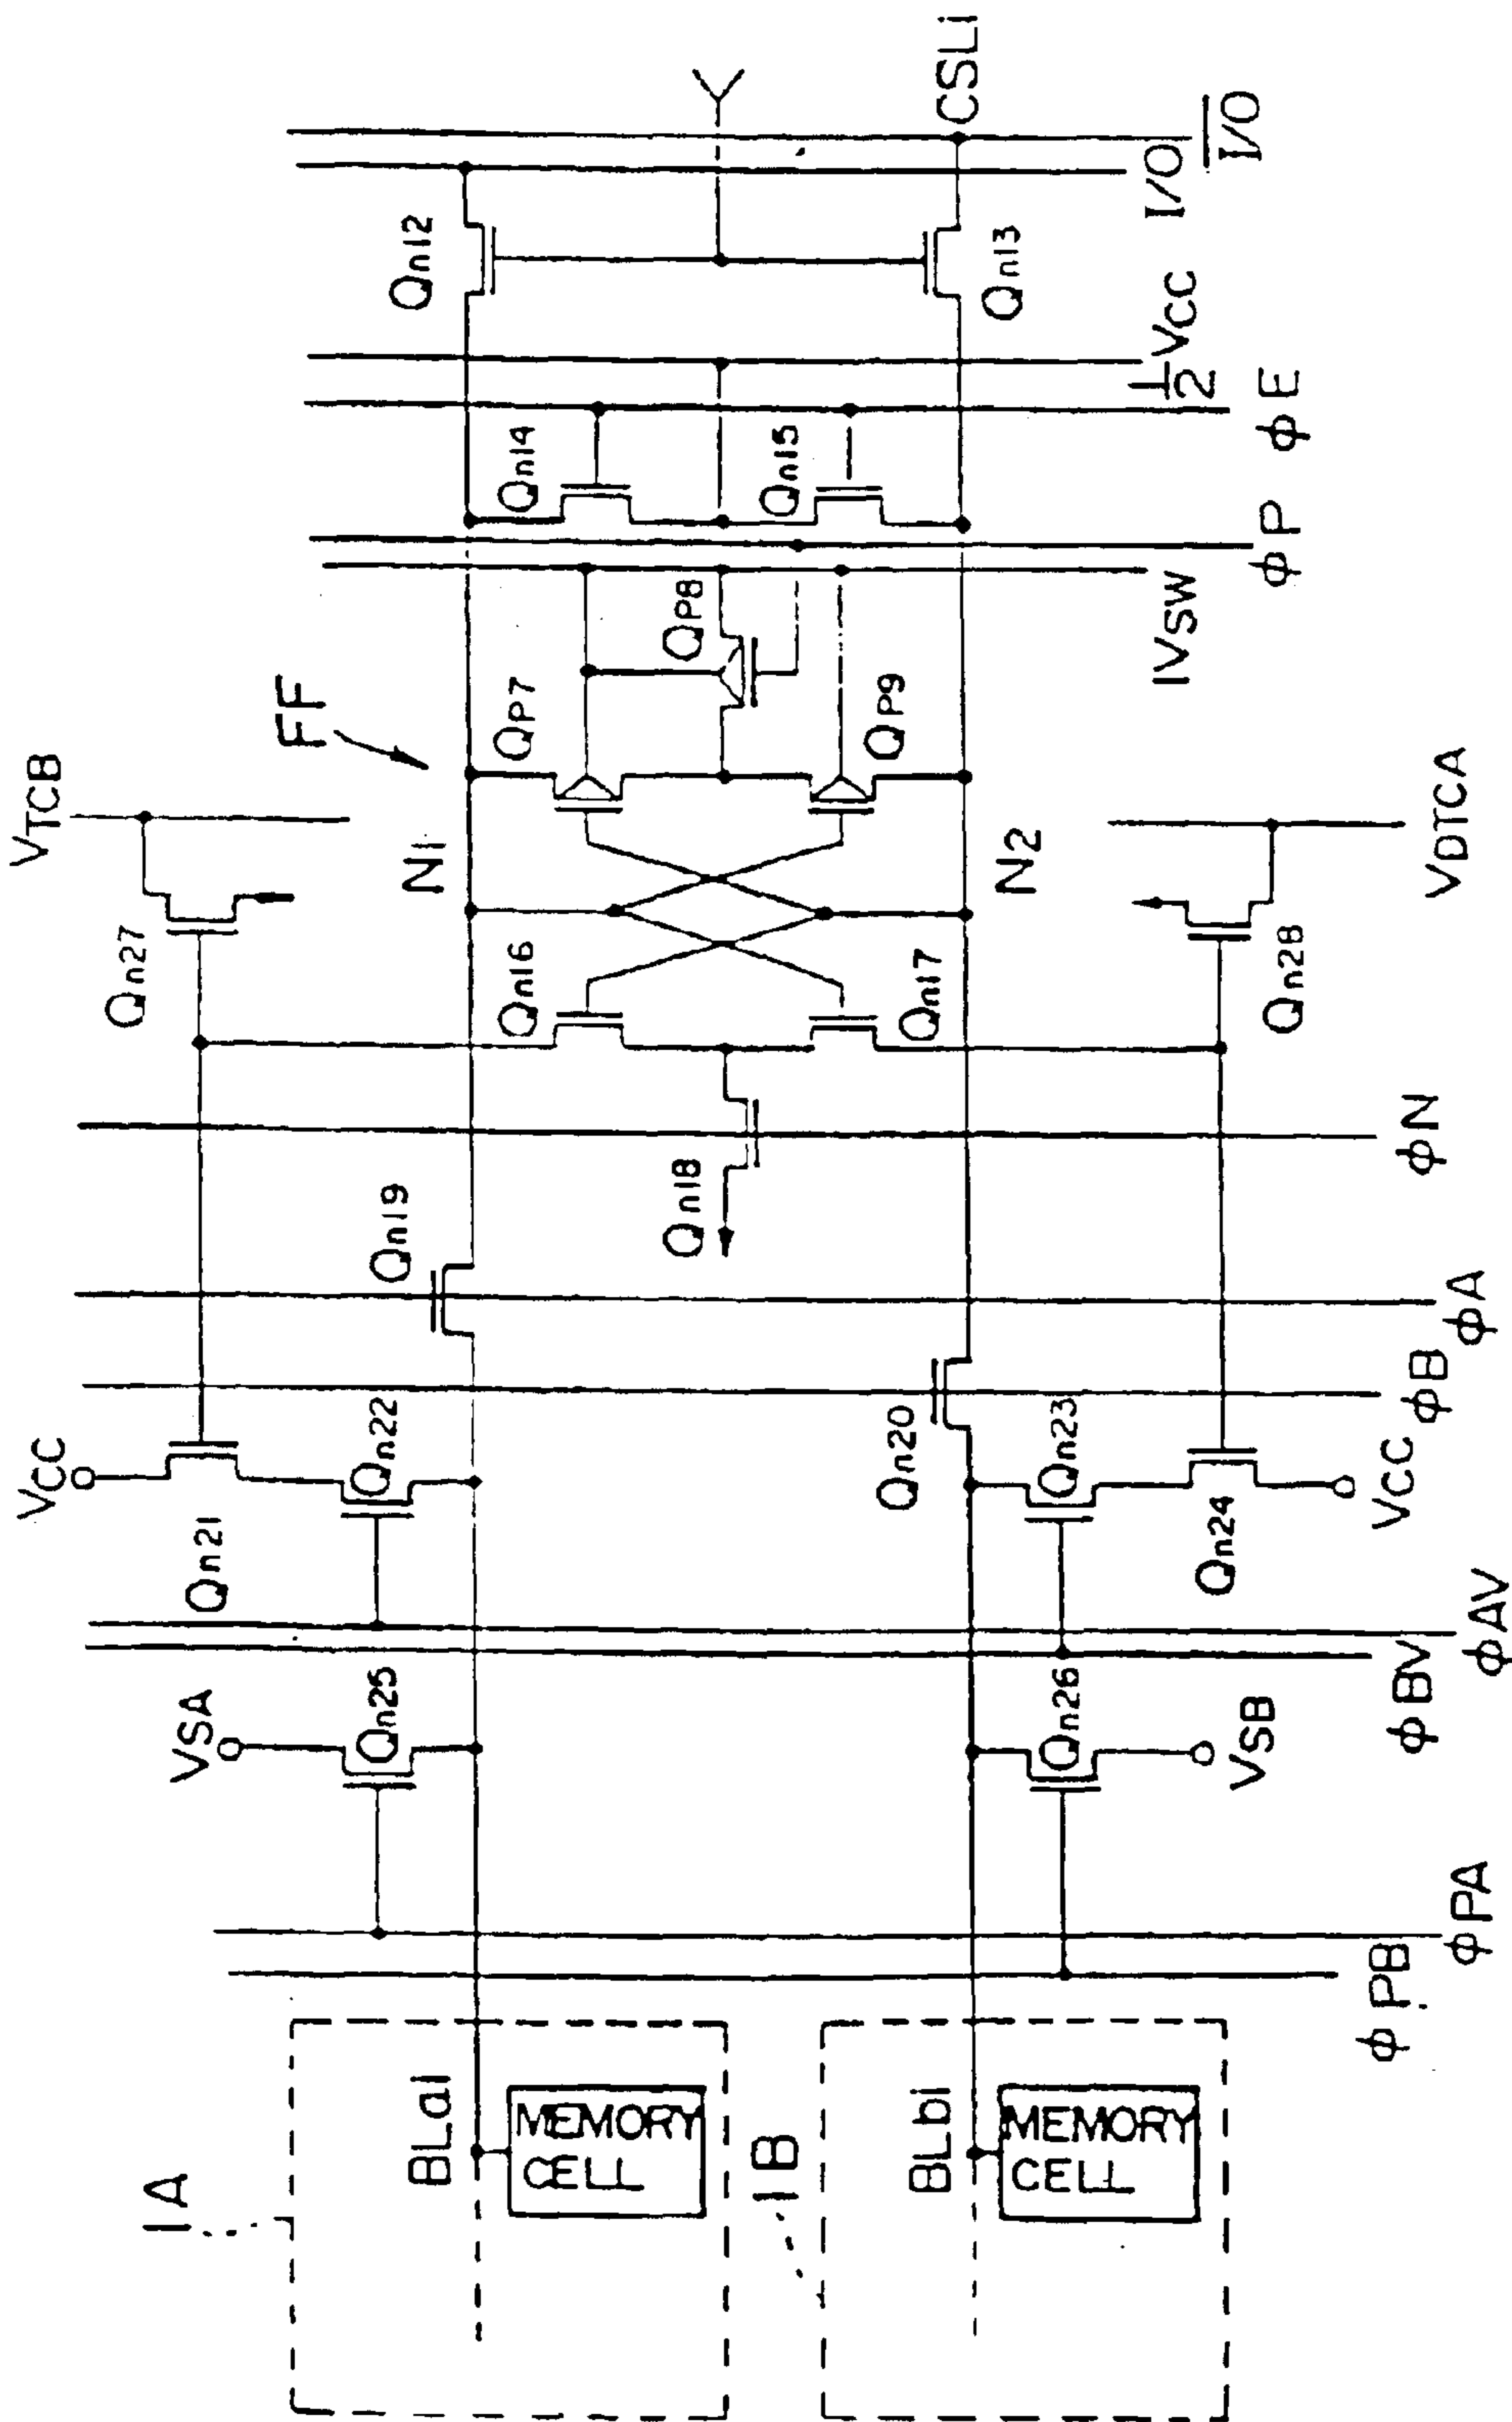 1A
BLai
MEMORY
CELL
1B
BLbi
MEMORY
CELL
φPB
φPA
VSA
Qn25
Qn26
VSB
φBV
φAV
VCC
Qn21
Qn22
Qn20
Qn23
Qn24
VCC
φB
φA
Qn19
Qn18
φN
Qn27
VTCB
Qn16
Qn17
Qn28
VDTCA
N1
N2
FF
QP7
QP8
QP9
IVSW
φP
Qn14
Qn15
φE
1/2 VCC
Qn12
Qn13
I/O
I/O
CSLi